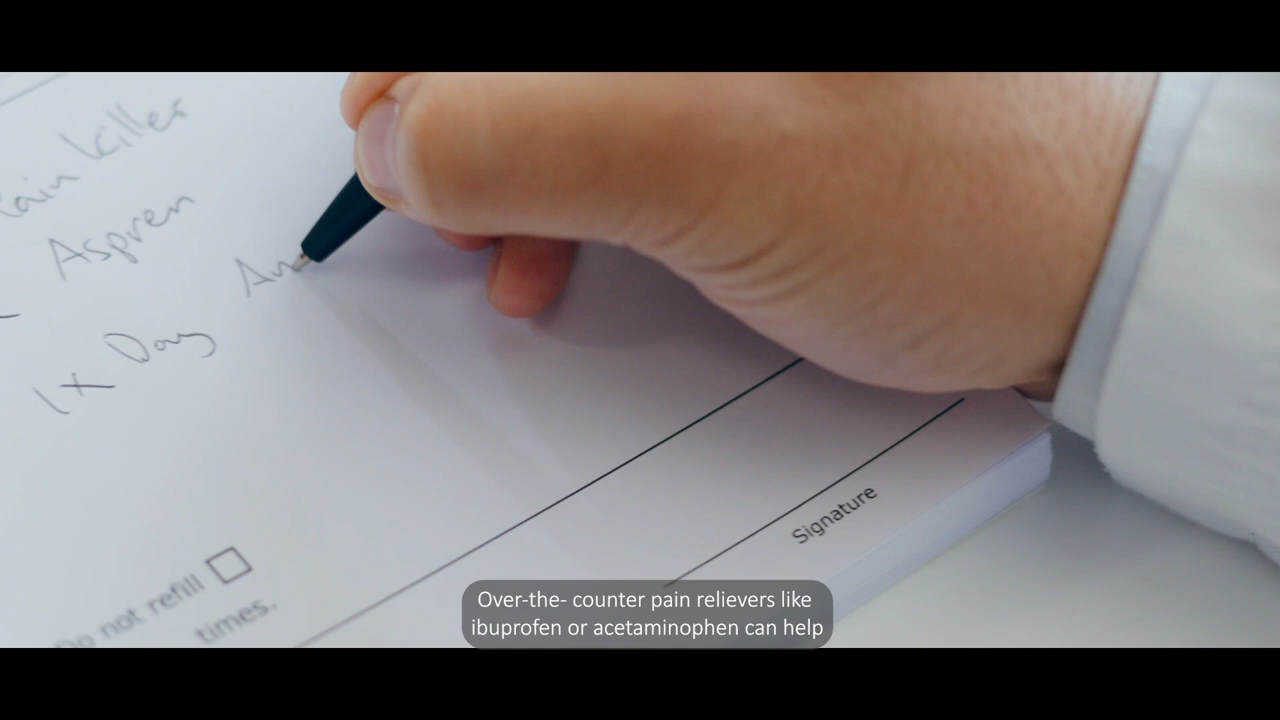 Pain killer
Aspren
An
1 x Day
Do not refill
times.
Signature
Over-the- counter pain relievers like
ibuprofen or acetaminophen can help